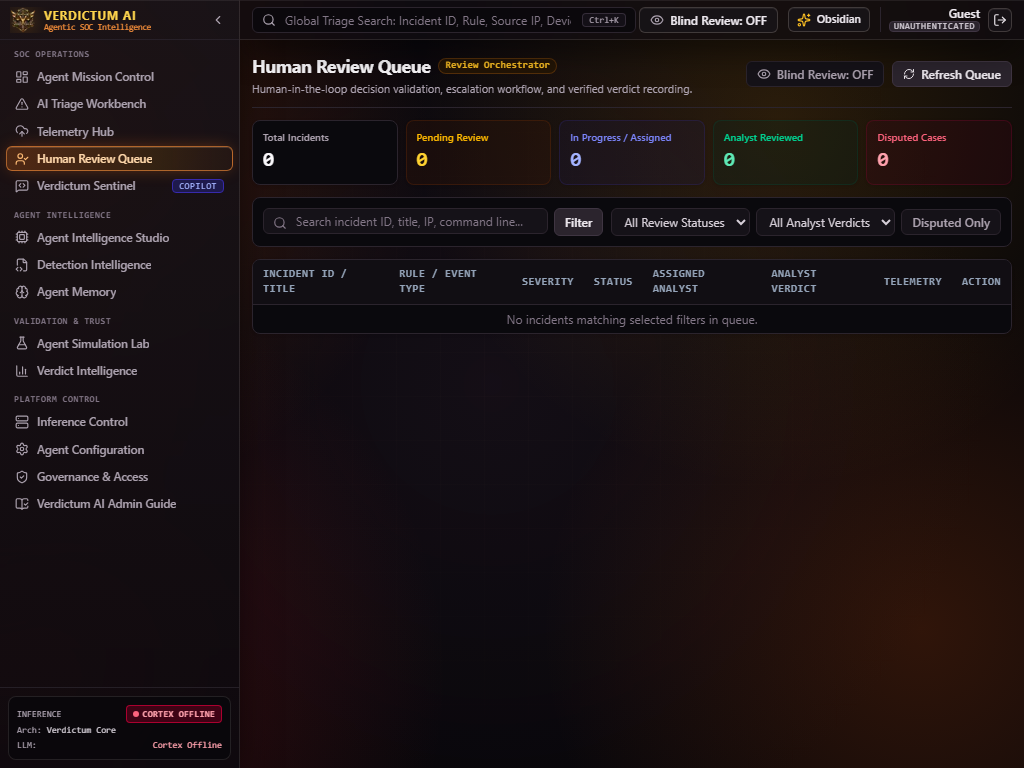 VERDICTUM AI
Agentic SOC Intelligence
SOC OPERATIONS
Agent Mission Control
AI Triage Workbench
Telemetry Hub
Human Review Queue
Verdictum Sentinel
COPILOT
AGENT INTELLIGENCE
Agent Intelligence Studio
Detection Intelligence
Agent Memory
VALIDATION & TRUST
Agent Simulation Lab
Verdict Intelligence
PLATFORM CONTROL
Inference Control
Agent Configuration
Governance & Access
Verdictum AI Admin Guide
INFERENCE
CORTEX OFFLINE
Arch: Verdictum Core
LLM:
Cortex Offline
Global Triage Search: Incident ID, Rule, Source IP, Devi
Ctrl+K
Blind Review: OFF
Obsidian
Guest
UNAUTHENTICATED
Human Review Queue
Review Orchestrator
Human-in-the-loop decision validation, escalation workflow, and verified verdict recording.
Blind Review: OFF
Refresh Queue
Total Incidents
0
Pending Review
0
In Progress / Assigned
0
Analyst Reviewed
0
Disputed Cases
0
Search incident ID, title, IP, command line...
Filter
All Review Statuses
All Analyst Verdicts
Disputed Only
INCIDENT ID / TITLE
RULE / EVENT TYPE
SEVERITY
STATUS
ASSIGNED ANALYST
ANALYST VERDICT
TELEMETRY
ACTION
No incidents matching selected filters in queue.